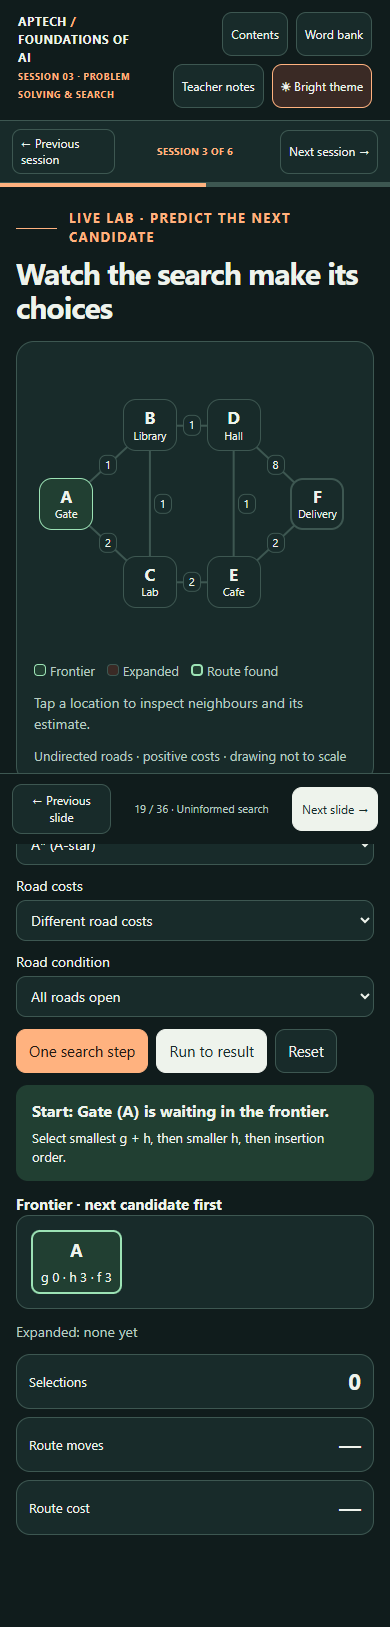 APTECH /
FOUNDATIONS OF
AI
SESSION 03 · PROBLEM
SOLVING & SEARCH
Contents
Word bank
Teacher notes
☀ Bright theme
← Previous
session
SESSION 3 OF 6
Next session →
LIVE LAB · PREDICT THE NEXT
CANDIDATE
Watch the search make its
choices
B
Library
1
D
Hall
1
8
A
Gate
1
1
F
Delivery
2
2
C
Lab
2
E
Cafe
Frontier
Expanded
Route found
Tap a location to inspect neighbours and its
estimate.
Undirected roads · positive costs · drawing not to scale
← Previous
slide
19 / 36 · Uninformed search
Next slide →
A* (A-star)
Road costs
Different road costs
Road condition
All roads open
One search step
Run to result
Reset
Start: Gate (A) is waiting in the frontier.
Select smallest g + h, then smaller h, then insertion
order.
Frontier · next candidate first
A
g 0 · h 3 · f 3
Expanded: none yet
Selections
0
Route moves
—
Route cost
—